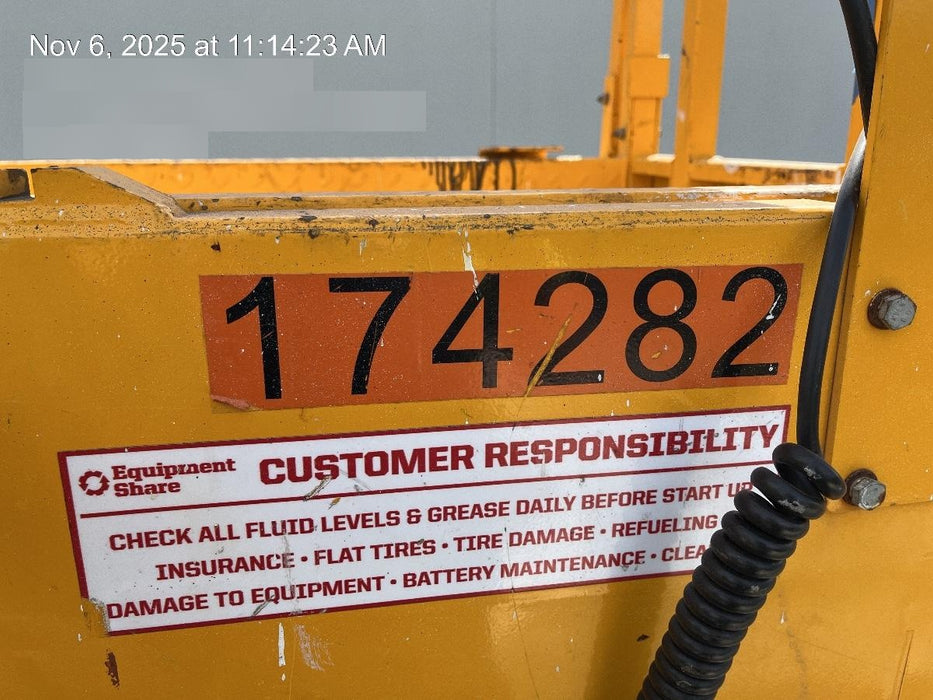 Nov 6, 2025 at 11:14:23 AM
174282
Equipment
Share
CUSTOMER RESPONSIBILITY
CHECK ALL FLUID LEVELS & GREASE DAILY BEFORE START UP
INSURANCE • FLAT TIRES • TIRE DAMAGE • REFUELING
DAMAGE TO EQUIPMENT • BATTERY MAINTENANCE •